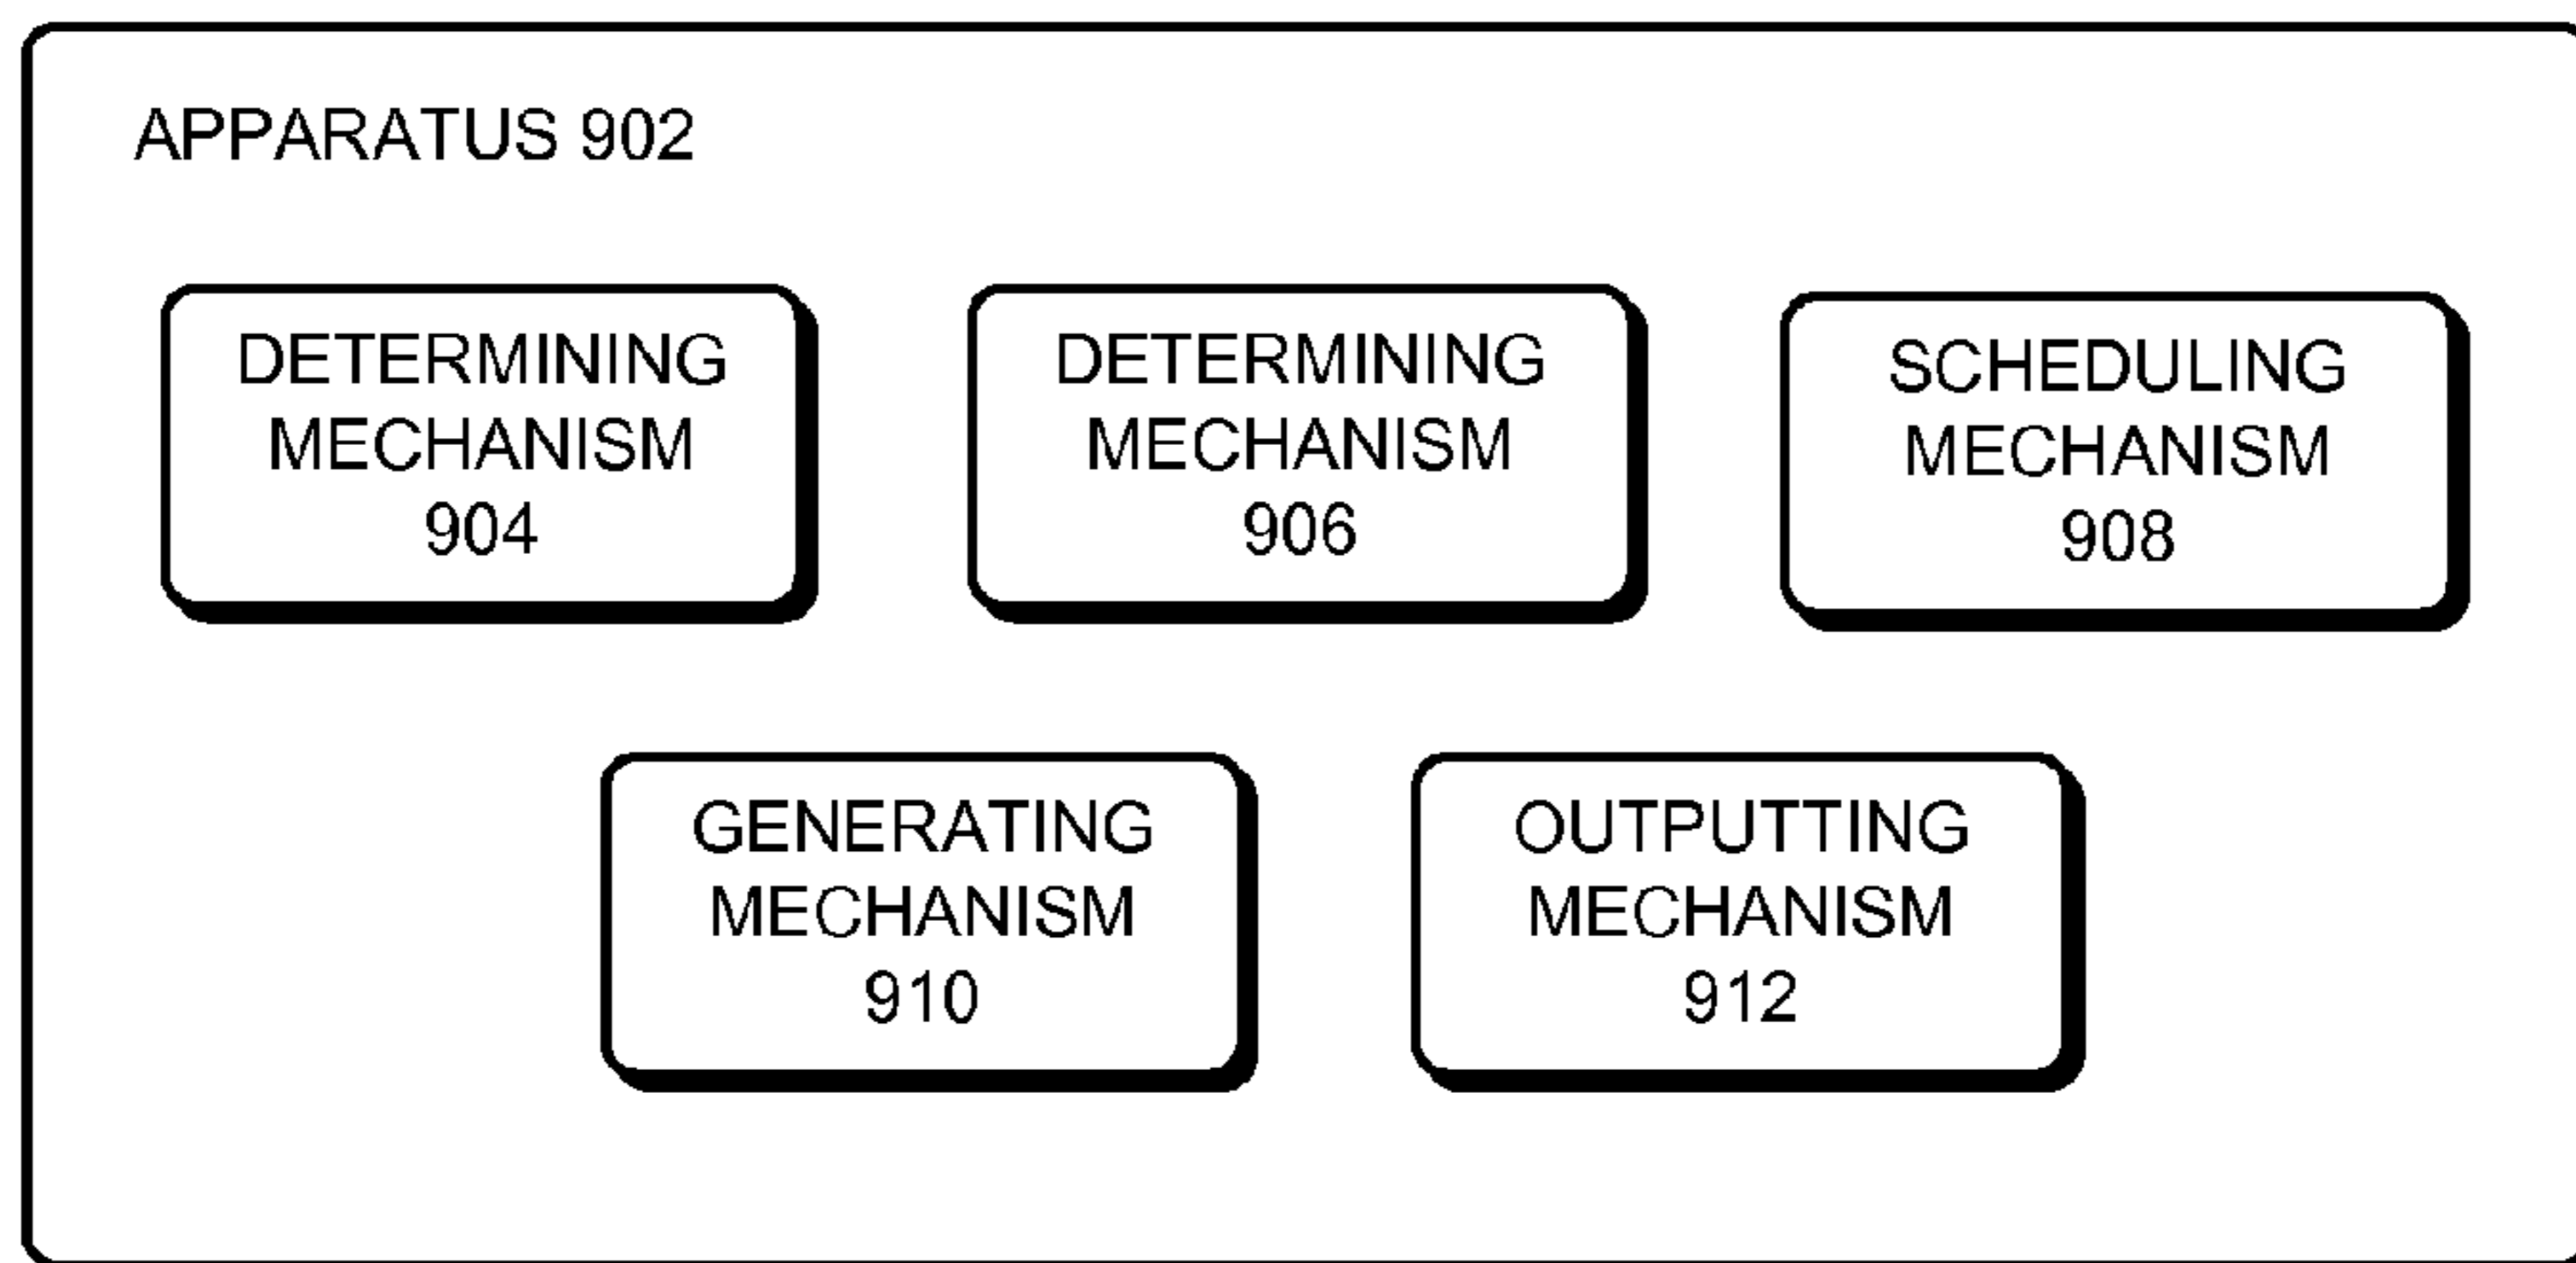 APPARATUS 902
DETERMINING
MECHANISM
904
DETERMINING
MECHANISM
906
SCHEDULING
MECHANISM
908
GENERATING
MECHANISM
910
OUTPUTTING
MECHANISM
912